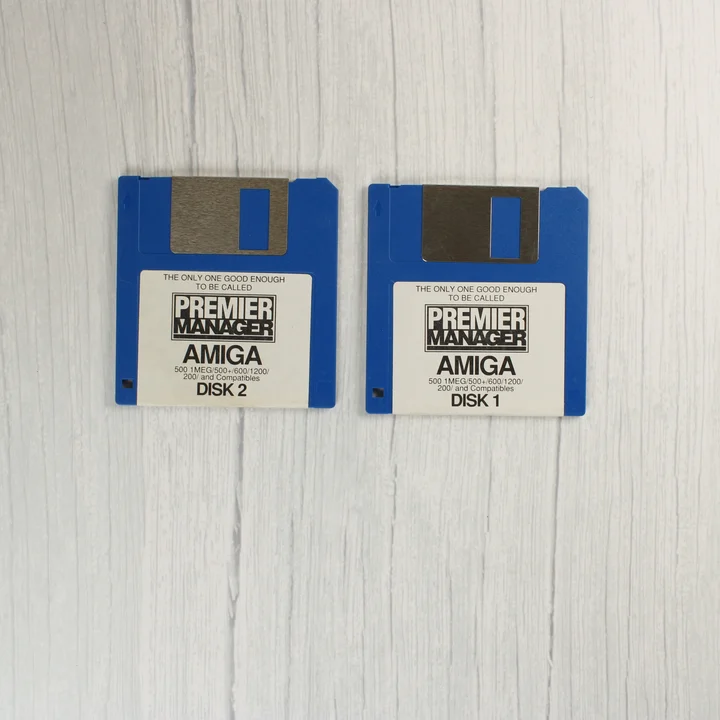 THE ONLY ONE GOOD ENOUGH
TO BE CALLED
PREMIER
MANAGER
AMIGA
500 1MEG/500+/600/1200/
200/ and Compatibles
DISK 2
THE ONLY ONE GOOD ENOUGH
TO BE CALLED
PREMIER
MANAGER
AMIGA
500 1MEG/500+/600/1200/
200/ and Compatibles
DISK 1